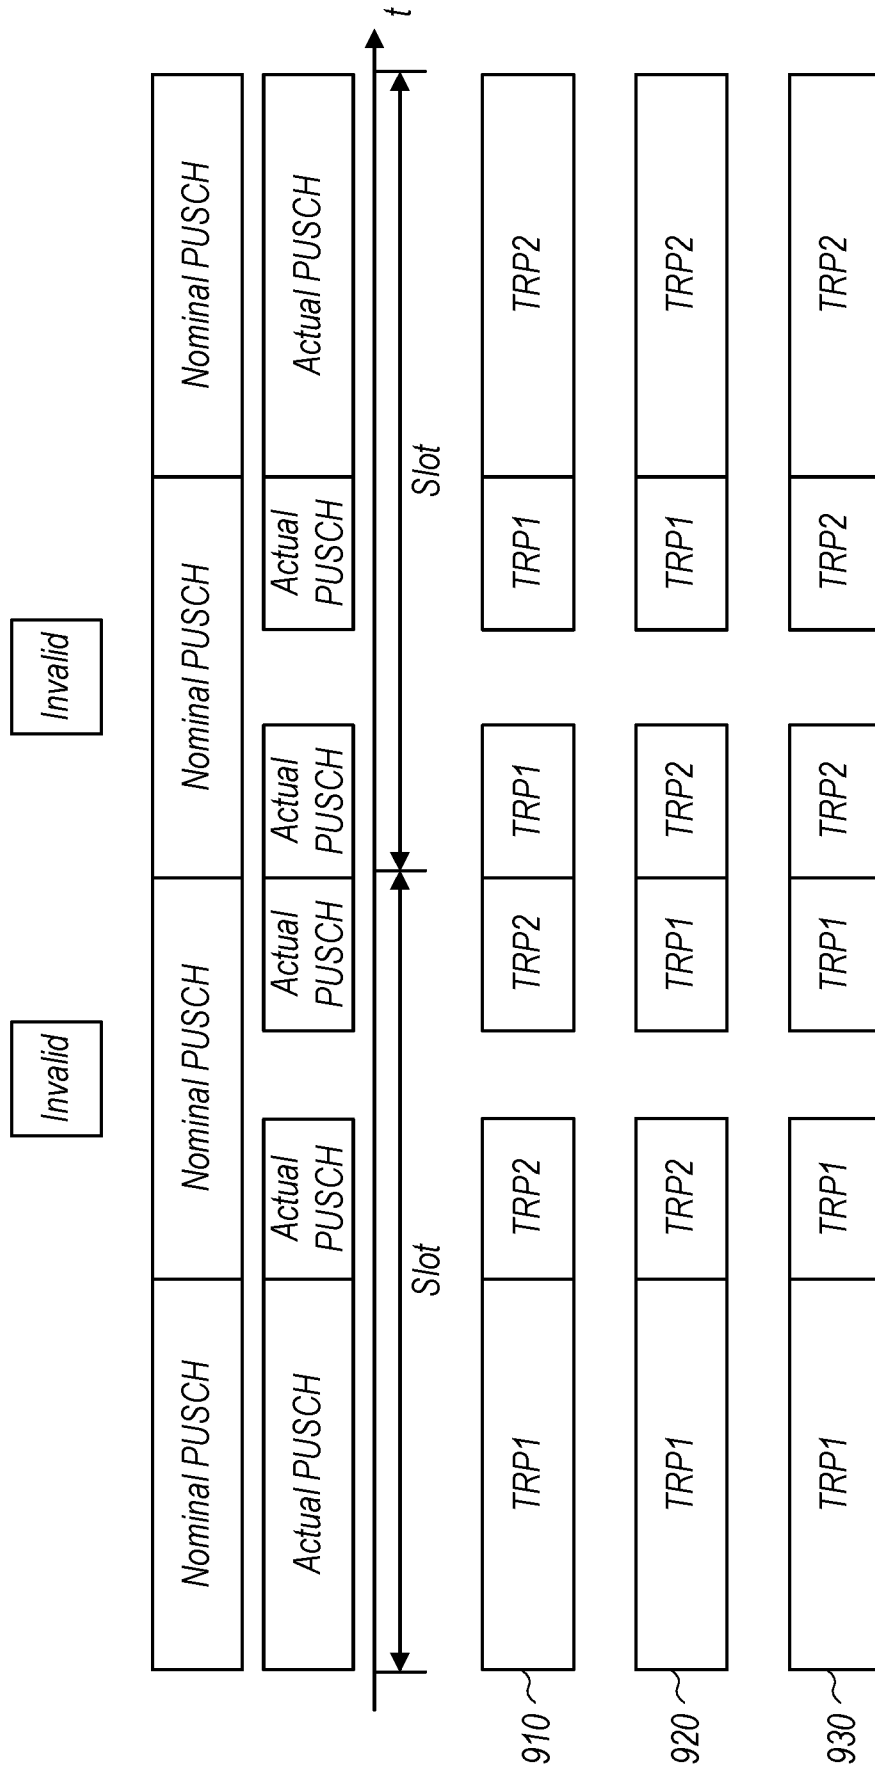 Invalid
Invalid
Nominal PUSCH
Nominal PUSCH
Nominal PUSCH
Nominal PUSCH
Actual PUSCH
Actual
PUSCH
Actual
PUSCH
Actual
PUSCH
Actual
PUSCH
Actual PUSCH
t
Slot
Slot
910
TRP1
TRP2
TRP2
TRP1
TRP1
TRP2
920
TRP1
TRP2
TRP1
TRP2
TRP1
TRP2
930
TRP1
TRP1
TRP1
TRP2
TRP2
TRP2